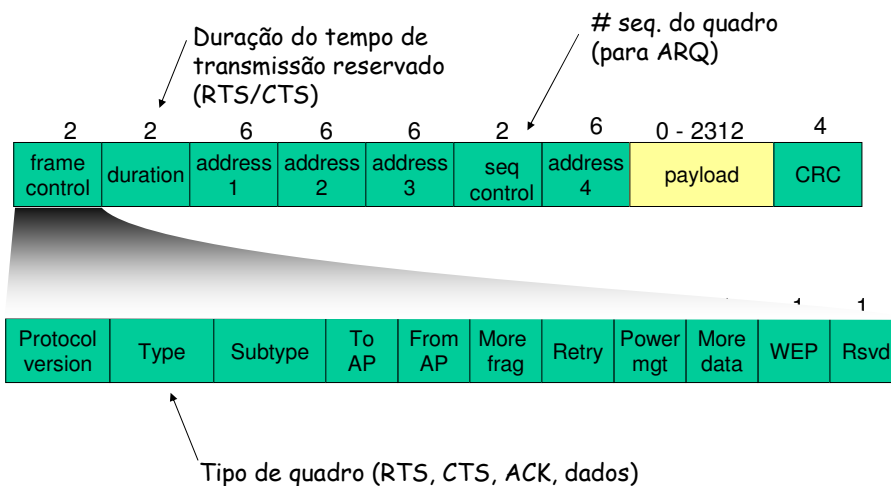 Duração do tempo de
transmissão reservado
(RTS/CTS)
# seq. do quadro
(para ARQ)
2 2 6 6 6 2 6 0 - 2312 4
frame control duration address 1 address 2 address 3 seq control address 4 payload CRC
1 1
Protocol version Type Subtype To AP From AP More frag Retry Power mgt More data WEP Rsvd
Tipo de quadro (RTS, CTS, ACK, dados)